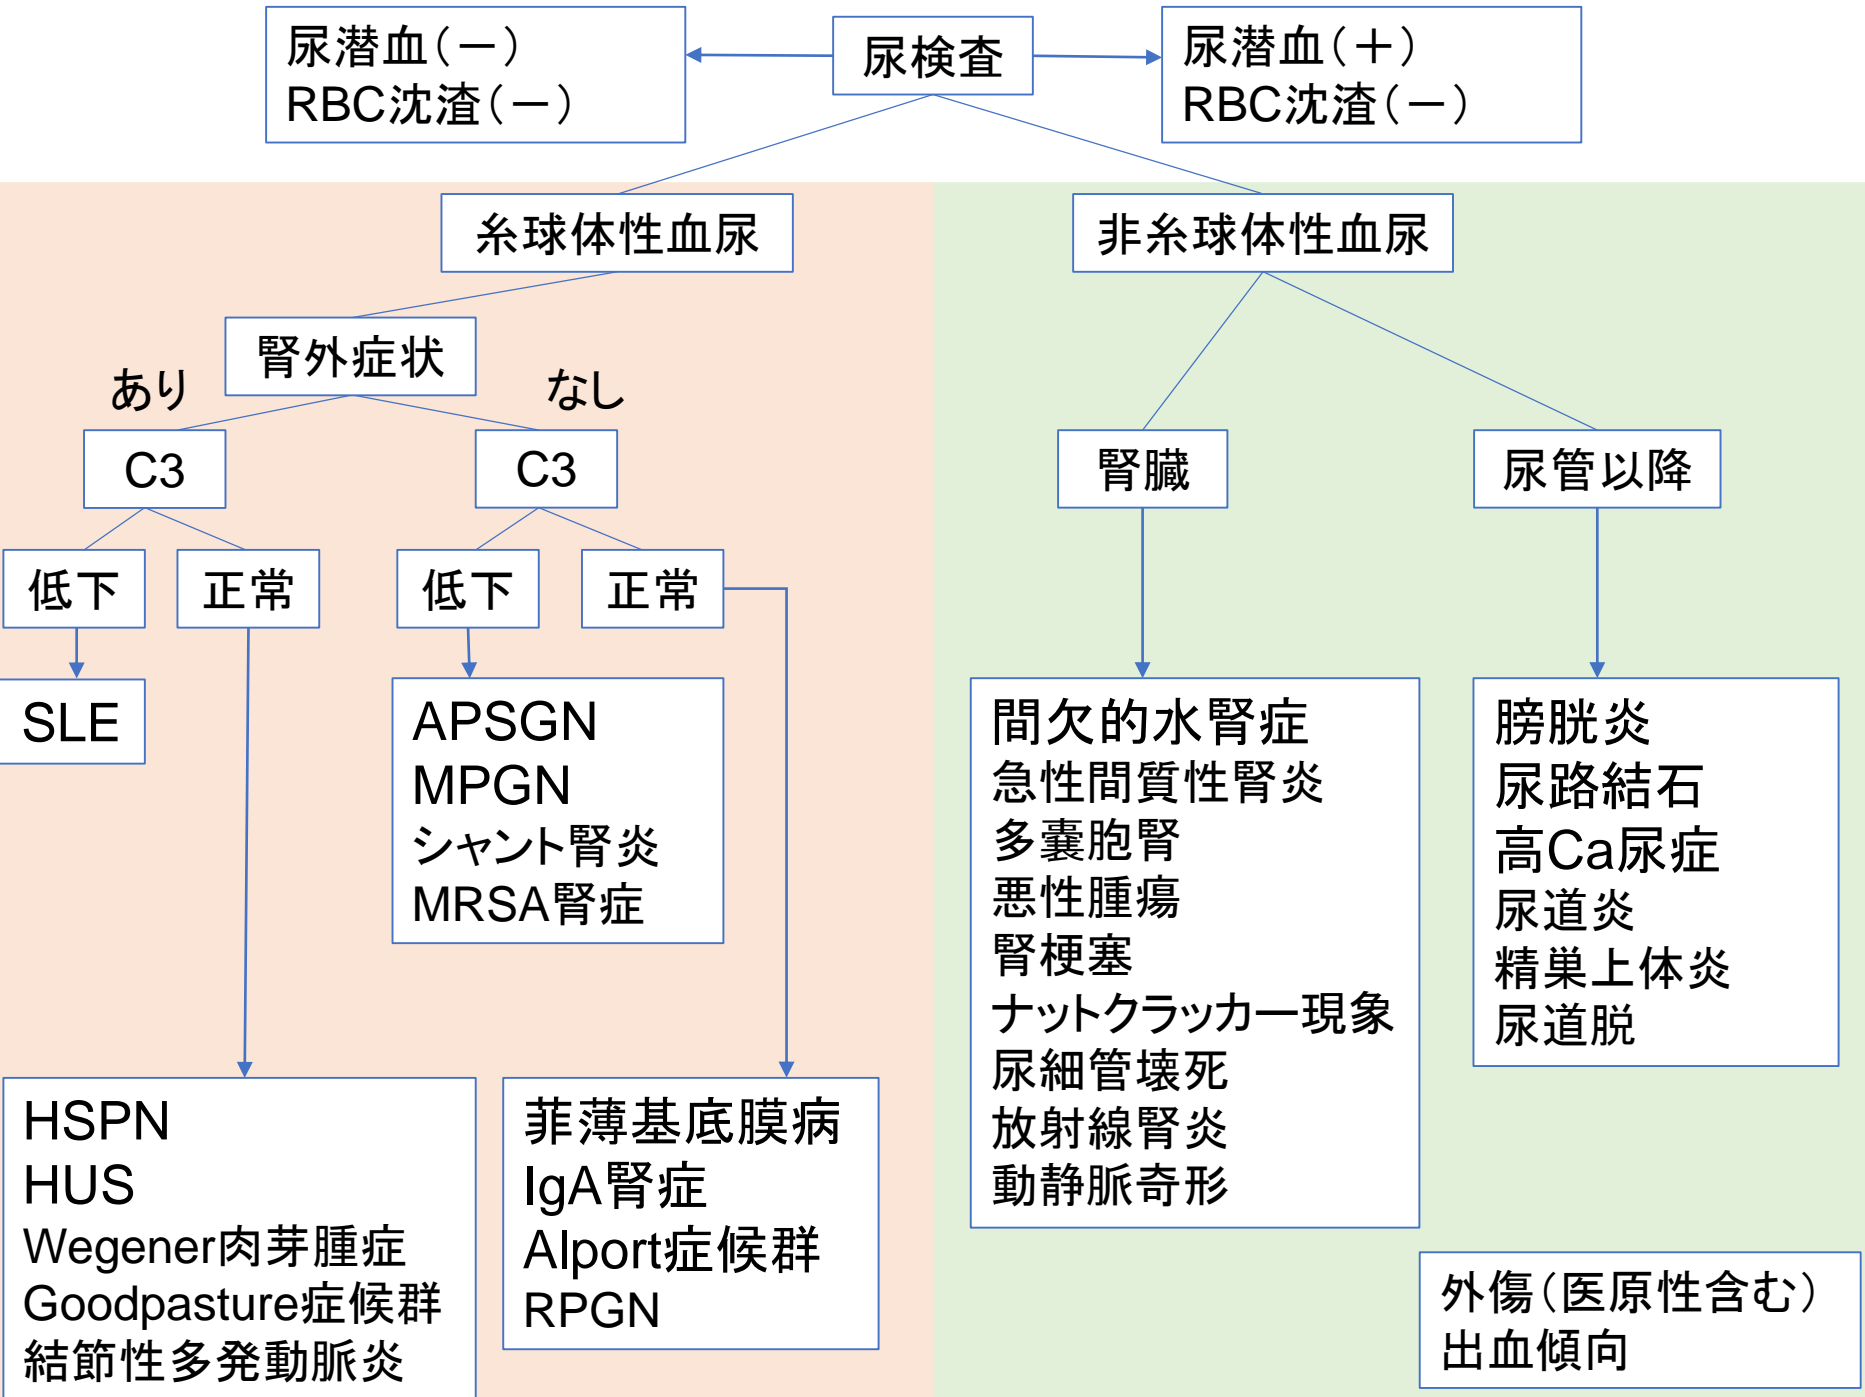 尿潜血（－）
RBC沈渣（－）
尿検査
尿潜血（＋）
RBC沈渣（－）
糸球体性血尿
非糸球体性血尿
腎外症状
あり
なし
C3
C3
腎臓
尿管以降
低下
正常
低下
正常
SLE
APSGN
MPGN
シャント腎炎
MRSA腎症
間欠的水腎症
急性間質性腎炎
多嚢胞腎
悪性腫瘍
腎梗塞
ナットクラッカー現象
尿細管壊死
放射線腎炎
動静脈奇形
膀胱炎
尿路結石
高Ca尿症
尿道炎
精巣上体炎
尿道脱
HSPN
HUS
Wegener肉芽腫症
Goodpasture症候群
結節性多発動脈炎
菲薄基底膜病
IgA腎症
Alport症候群
RPGN
外傷（医原性含む）
出血傾向